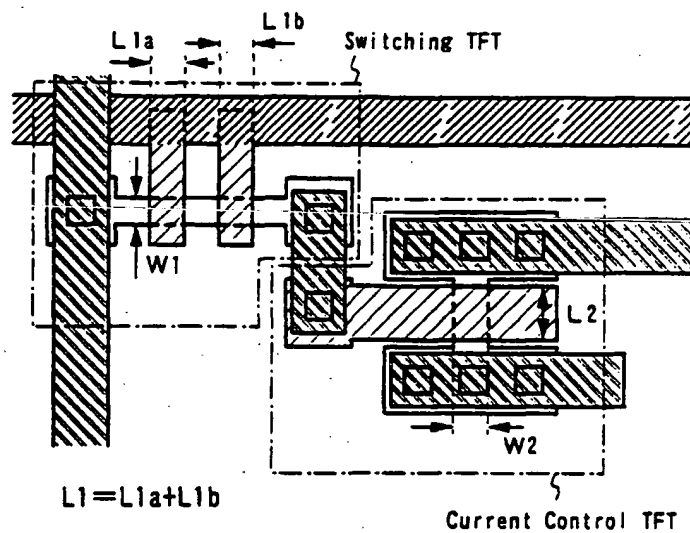 L1a
L1b
Switching TFT
W1
L2
W2
L1=L1a+L1b
Current Control TFT